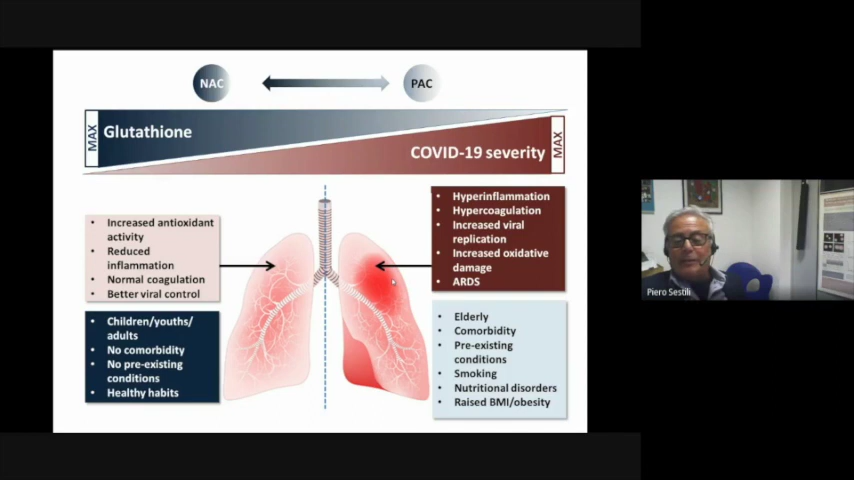 NAC
PAC
MAX
Glutathione
COVID-19 severity
MAX
• Increased antioxidant
activity
• Reduced
inflammation
• Normal coagulation
• Better viral control
• Hyperinflammation
• Hypercoagulation
• Increased viral
replication
• Increased oxidative
damage
• ARDS
• Children/youths/
adults
• No comorbidity
• No pre-existing
conditions
• Healthy habits
• Elderly
• Comorbidity
• Pre-existing
conditions
• Smoking
• Nutritional disorders
• Raised BMI/obesity
Piero Sestili